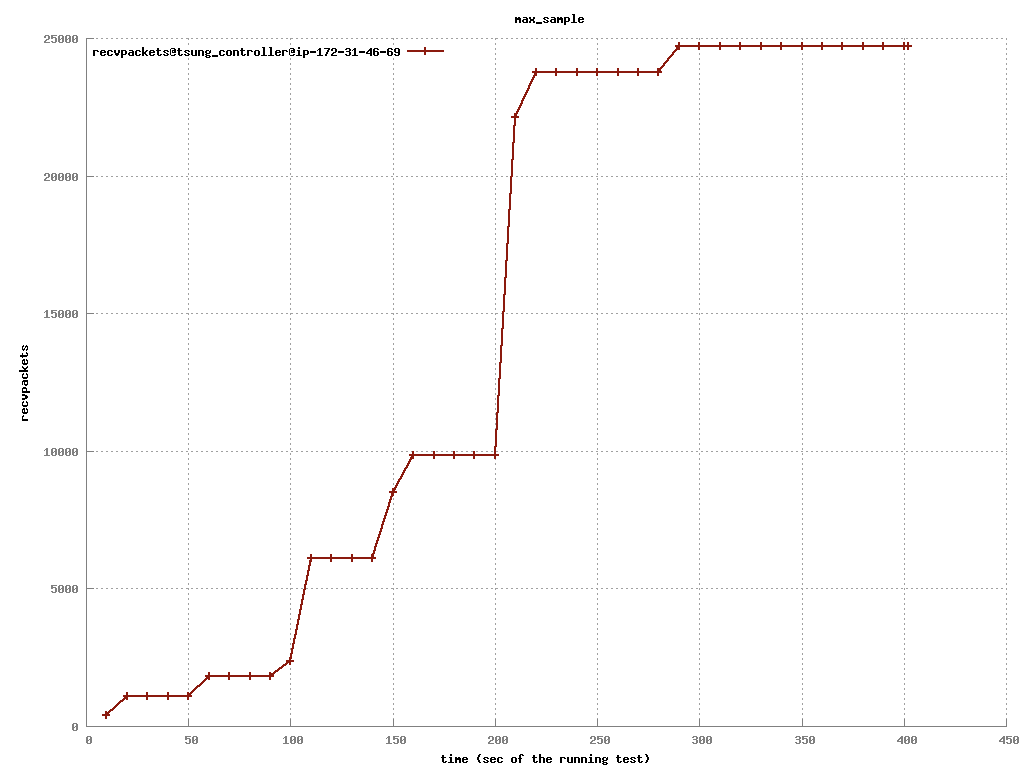 max_sample
recvpackets@tsung_controller@ip-172-31-46-69
25000
20000
15000
10000
5000
0
recvpackets
0 50 100 150 200 250 300 350 400 450
time (sec of the running test)